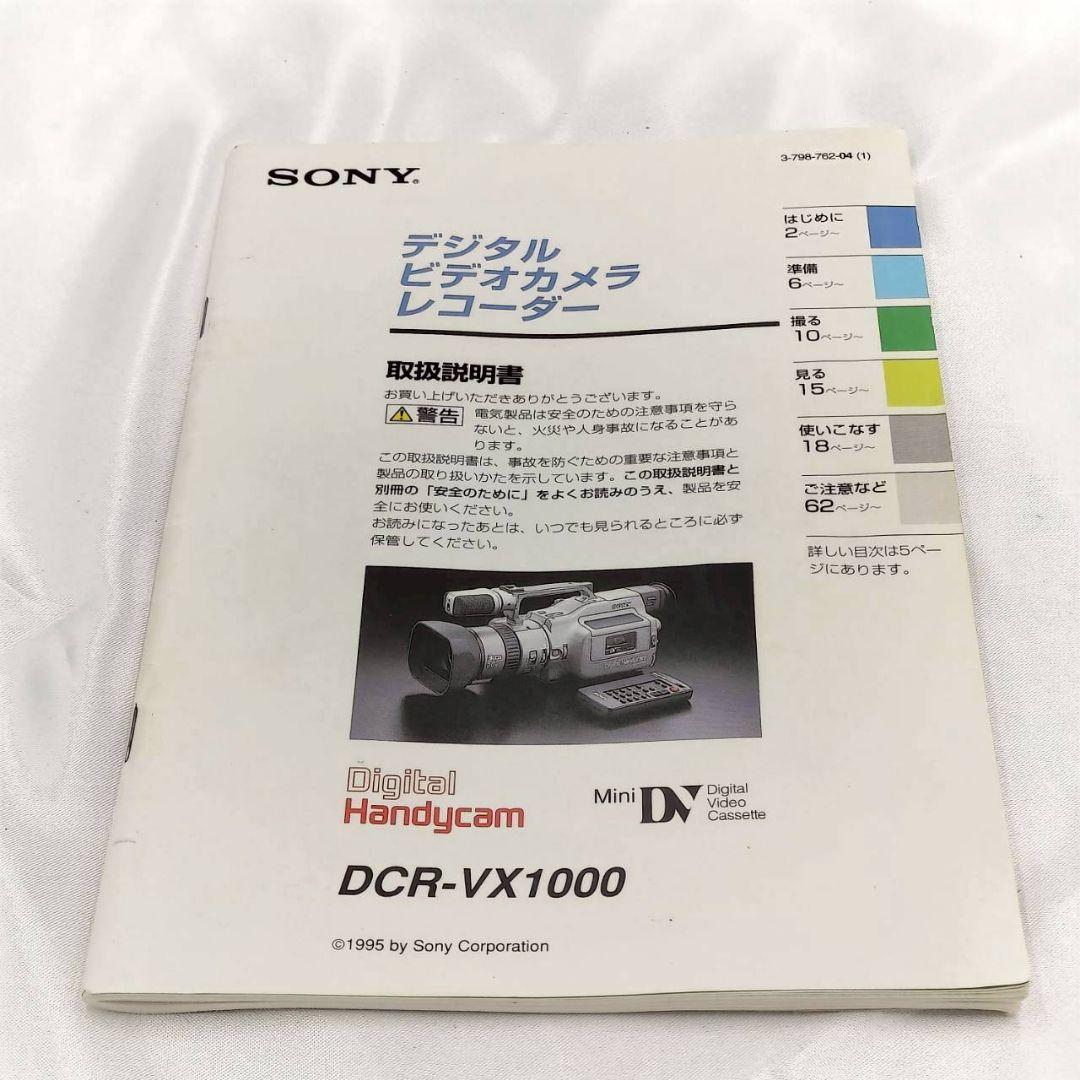 SONY®
3-798-762-04 (1)
デジタル
ビデオカメラ
レコーダー
取扱説明書
お買い上げいただきありがとうございます。
警告
電気製品は安全のための注意事項を守ら
ないと、火災や人身事故になることがあ
ります。
この取扱説明書は、事故を防ぐための重要な注意事項と
製品の取り扱いかたを示しています。この取扱説明書と
別冊の「安全のために」をよくお読みのうえ、製品を安
全にお使いください。
お読みになったあとは、いつでも見られるところに必ず
保管してください。
はじめに
2ページ〜
準備
6ページ〜
撮る
10ページ〜
見る
15ページ〜
使いこなす
18ページ〜
ご注意など
62ページ〜
詳しい目次は5ペー
ジにあります。
Digital
Handycam
Mini DV Digital
Video
Cassette
DCR-VX1000
©1995 by Sony Corporation